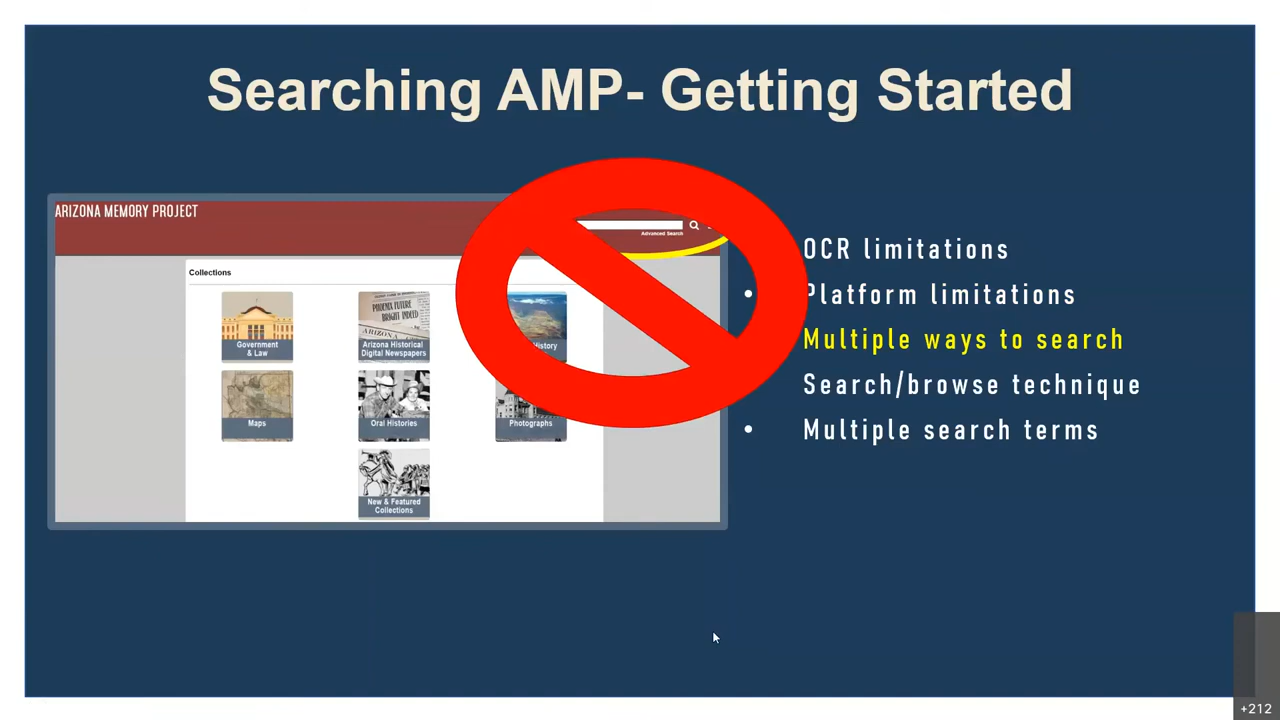 Searching AMP- Getting Started
ARIZONA MEMORY PROJECT
Advanced Search
Collections
Government
& Law
Arizona Historical
Digital Newspapers
History
Maps
Oral Histories
Photographs
New & Featured
Collections
OCR limitations
• Platform limitations
Multiple ways to search
Search/browse technique
• Multiple search terms
PHOENIX FUTURE
BRIGHT INDEED
ARIZONA
+212